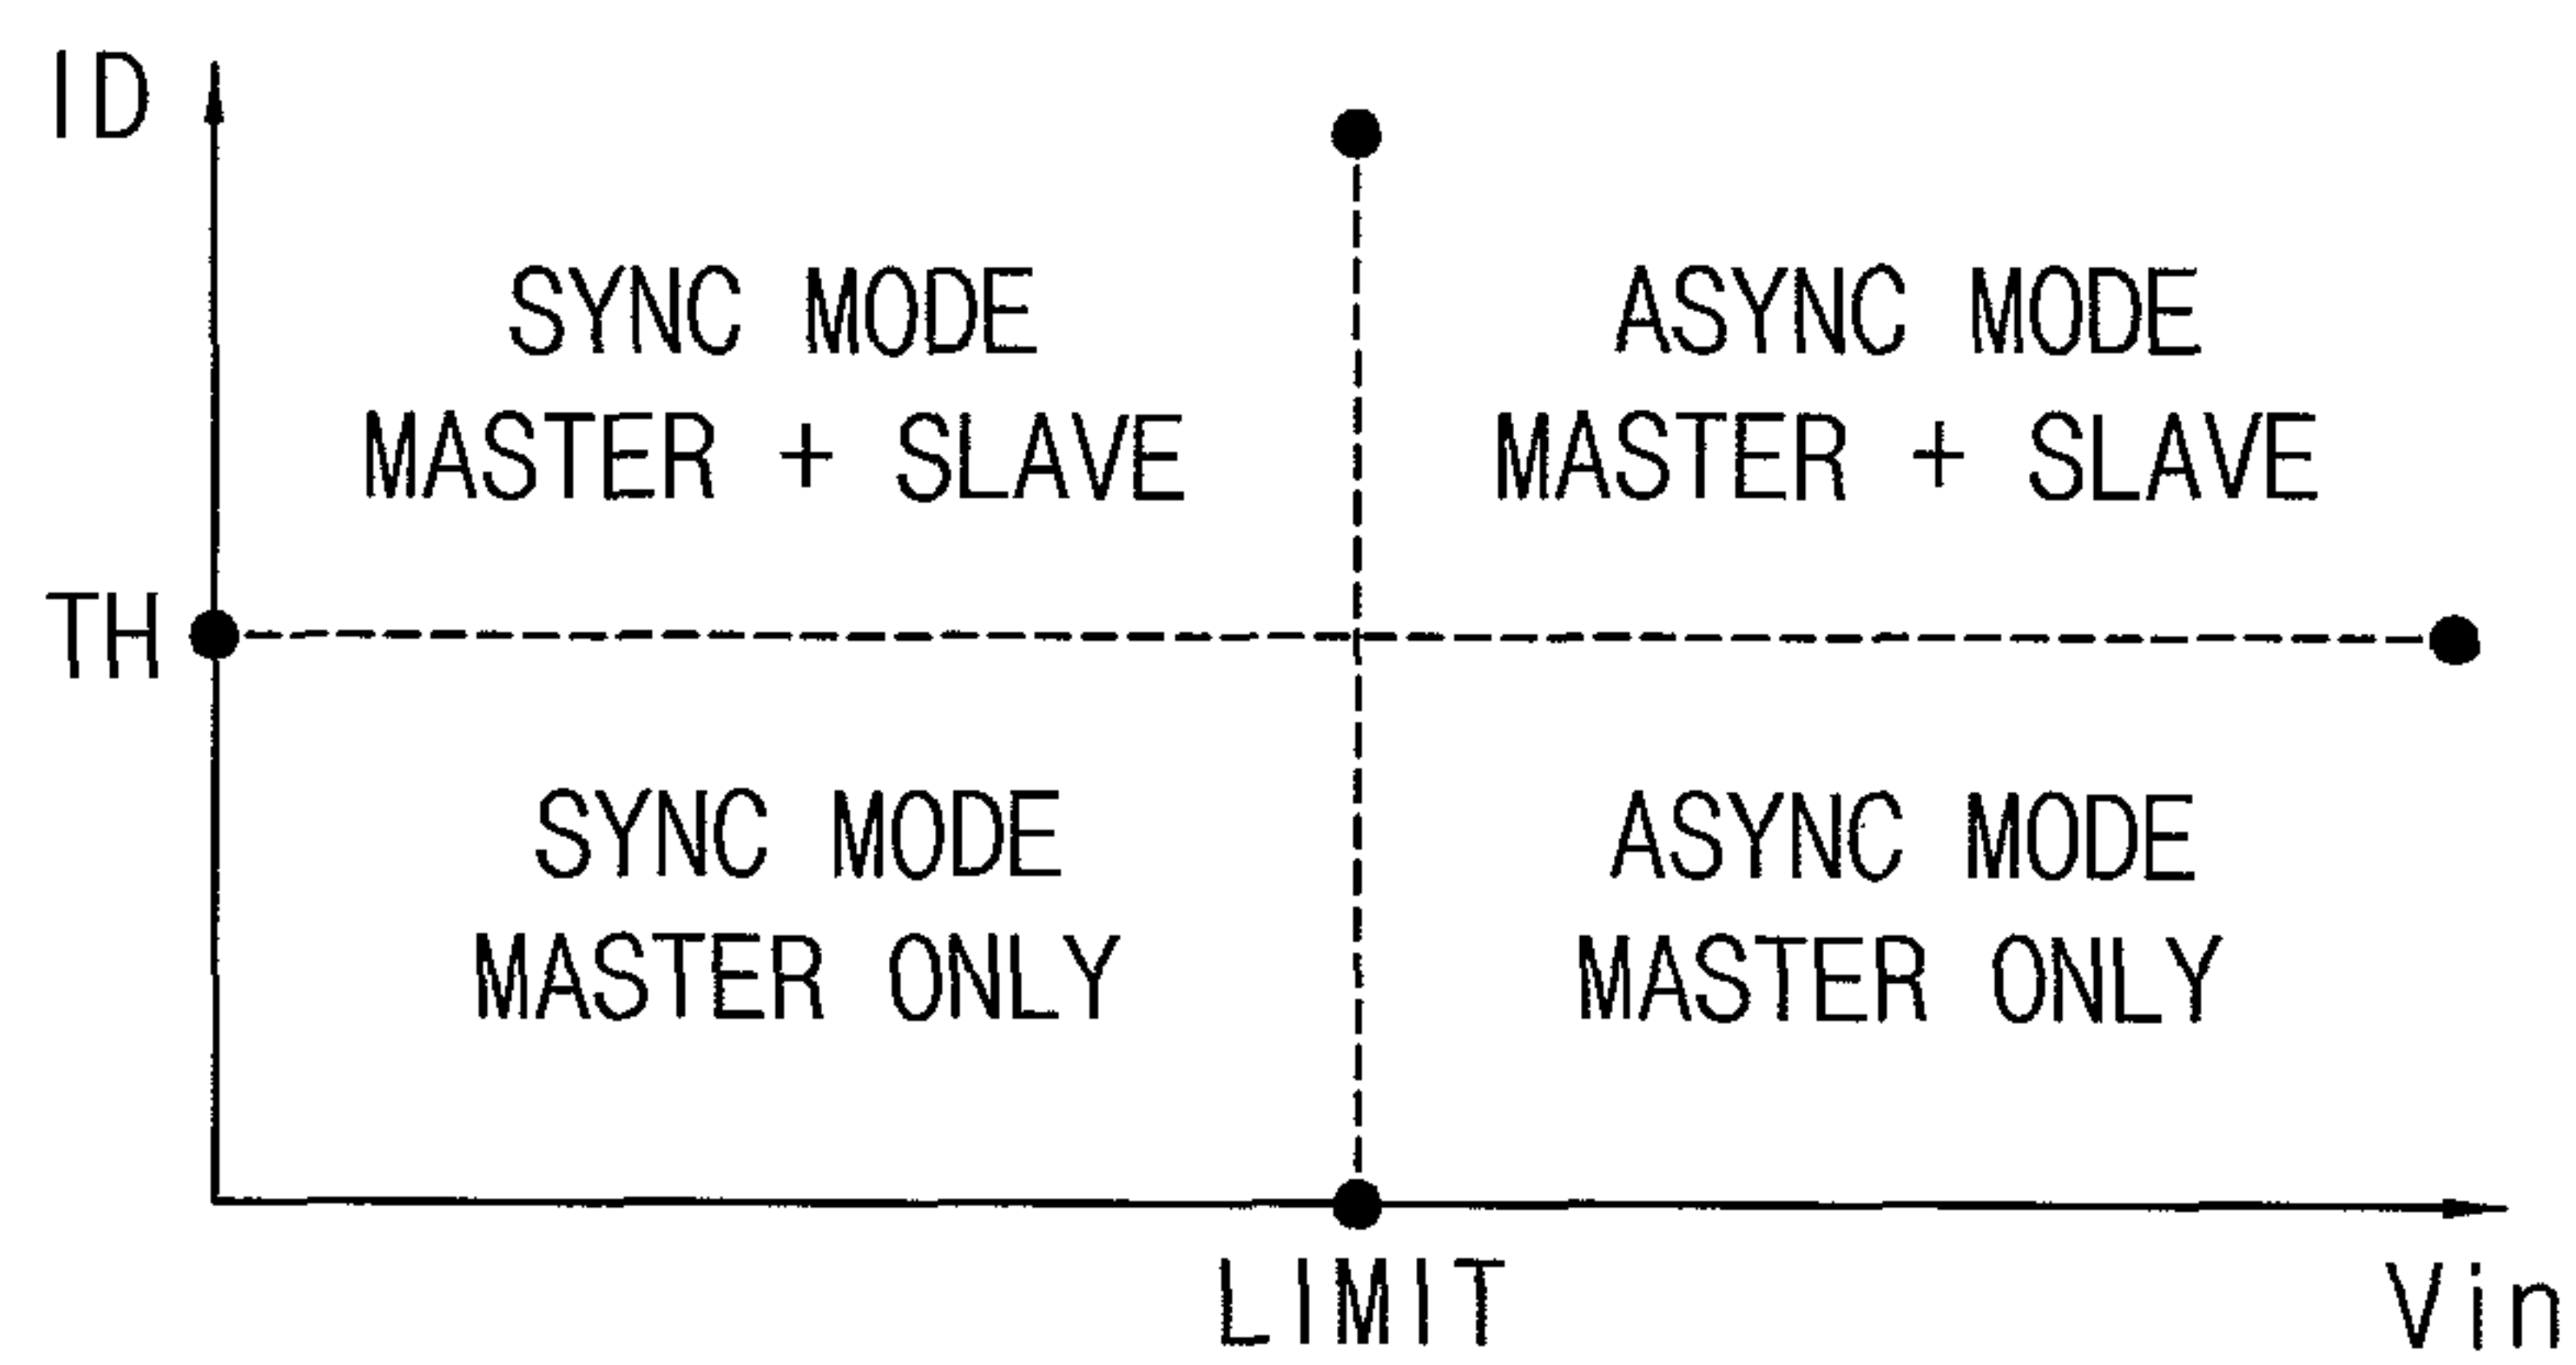 ID
SYNC MODE
MASTER + SLAVE
ASYNC MODE
MASTER + SLAVE
TH
SYNC MODE
MASTER ONLY
ASYNC MODE
MASTER ONLY
LIMIT
Vin